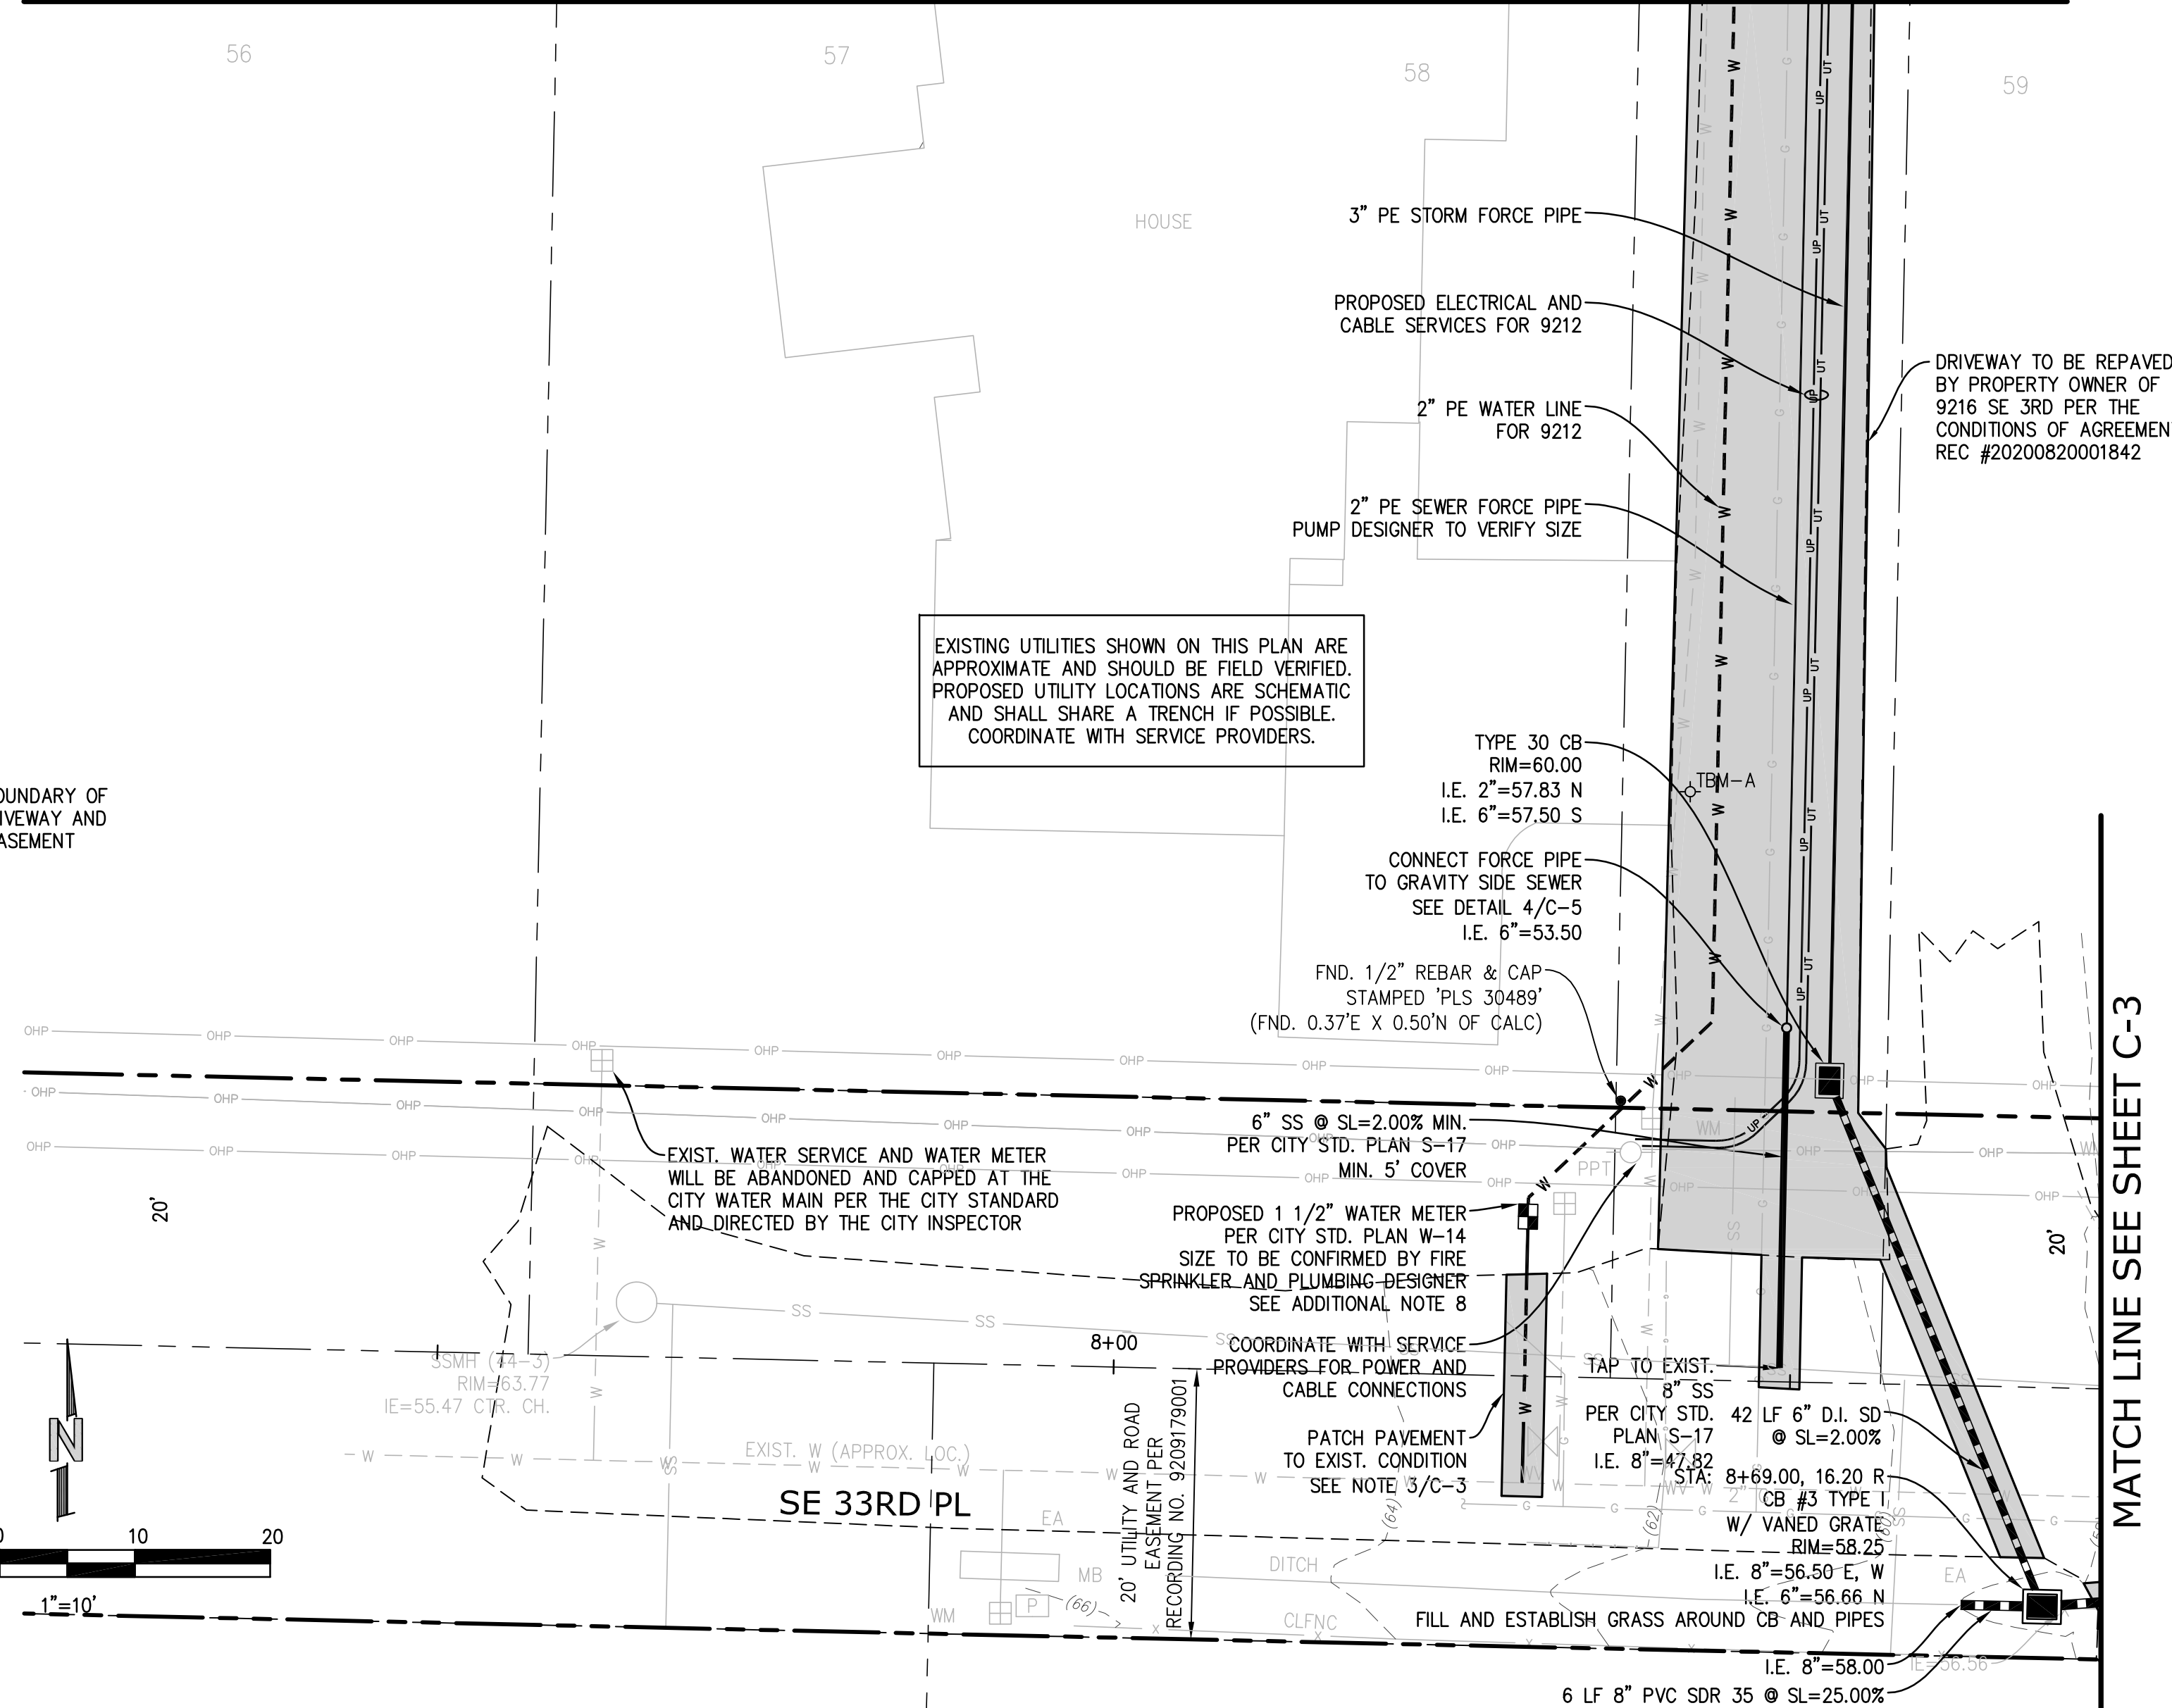 56
57
58
59
HOUSE
3" PE STORM FORCE PIPE
PROPOSED ELECTRICAL AND
CABLE SERVICES FOR 9212
2" PE WATER LINE
FOR 9212
2" PE SEWER FORCE PIPE
PUMP DESIGNER TO VERIFY SIZE
DRIVEWAY TO BE REPAVED
BY PROPERTY OWNER OF
9216 SE 3RD PER THE
CONDITIONS OF AGREEMEN
REC #20200820001842
EXISTING UTILITIES SHOWN ON THIS PLAN ARE
APPROXIMATE AND SHOULD BE FIELD VERIFIED.
PROPOSED UTILITY LOCATIONS ARE SCHEMATIC
AND SHALL SHARE A TRENCH IF POSSIBLE.
COORDINATE WITH SERVICE PROVIDERS.
TYPE 30 CB
RIM=60.00
I.E. 2"=57.83 N
I.E. 6"=57.50 S
TBM-A
OUNDARY OF
IVEWAY AND
ASEMENT
CONNECT FORCE PIPE
TO GRAVITY SIDE SEWER
SEE DETAIL 4/C-5
I.E. 6"=53.50
FND. 1/2" REBAR & CAP
STAMPED 'PLS 30489'
(FND. 0.37'E X 0.50'N OF CALC)
6" SS @ SL=2.00% MIN.
PER CITY STD. PLAN S-17
MIN. 5' COVER
WM
PPT
EXIST. WATER SERVICE AND WATER METER
WILL BE ABANDONED AND CAPPED AT THE
CITY WATER MAIN PER THE CITY STANDARD
AND DIRECTED BY THE CITY INSPECTOR
PROPOSED 1 1/2" WATER METER
PER CITY STD. PLAN W-14
SIZE TO BE CONFIRMED BY FIRE
SPRINKLER AND PLUMBING DESIGNER
SEE ADDITIONAL NOTE 8
20'
20'
MATCH LINE SEE SHEET C-3
SSMH (44-3)
RIM=63.77
IE=55.47 CTR. CH.
8+00
COORDINATE WITH SERVICE
PROVIDERS FOR POWER AND
CABLE CONNECTIONS
PATCH PAVEMENT
TO EXIST. CONDITION
SEE NOTE 3/C-3
TAP TO EXIST.
8" SS
PER CITY STD.
PLAN S-17
I.E. 8"=47.82
42 LF 6" D.I. SD
@ SL=2.00%
STA: 8+69.00, 16.20 R
CB #3 TYPE I
W/ VANED GRATE
RIM=58.25
I.E. 8"=56.50 E, W
I.E. 6"=56.66 N
FILL AND ESTABLISH GRASS AROUND CB AND PIPES
I.E. 8"=58.00
IE=56.56
6 LF 8" PVC SDR 35 @ SL=25.00%
EXIST. W (APPROX. LOC.)
SE 33RD PL
20' UTILITY AND ROAD
EASEMENT PER
RECORDING NO. 9209179001
EA
MB
DITCH
EA
WM
P
(66)
(64)
(62)
CLFNC
N
0
10
20
1"=10'